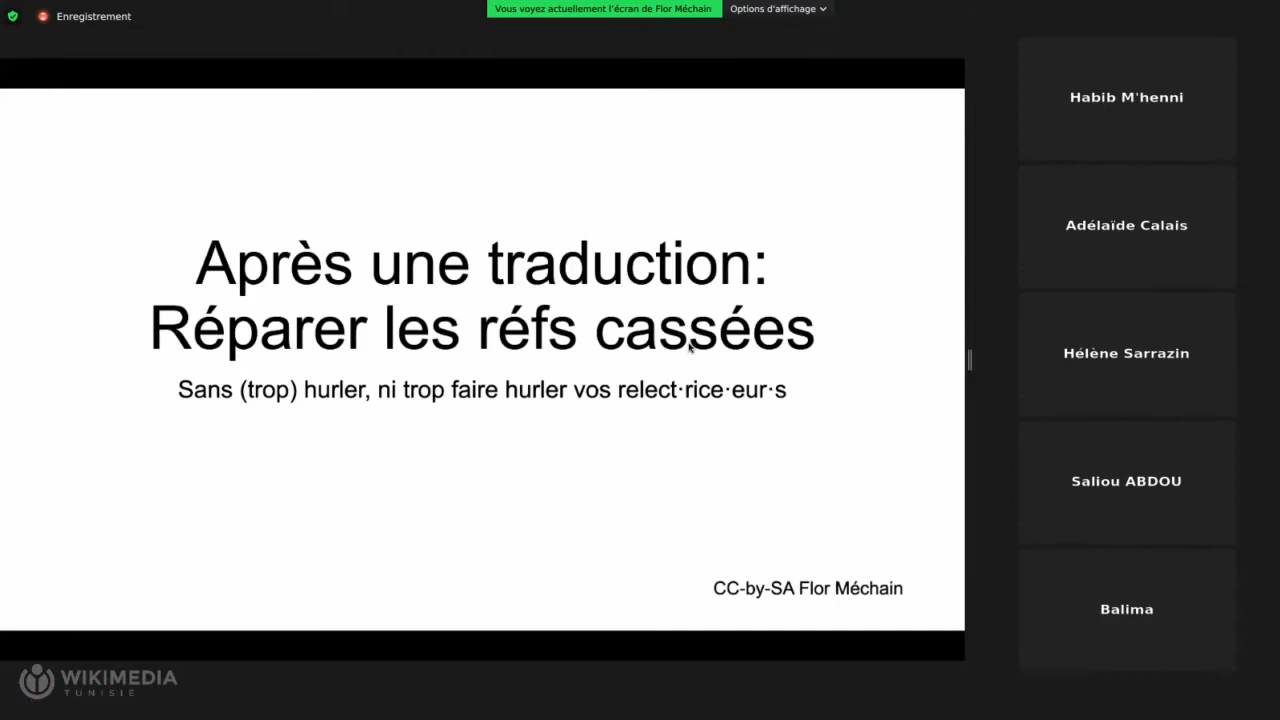 Enregistrement
Vous voyez actuellement l'écran de Flor Méchain
Options d'affichage
Après une traduction:
Réparer les réfs cassées
Sans (trop) hurler, ni trop faire hurler vos relect·rice·eur·s
CC-by-SA Flor Méchain
Habib M'henni
Adélaïde Calais
Hélène Sarrazin
Saliou ABDOU
Balima
WIKIMEDIA
TUNISIE